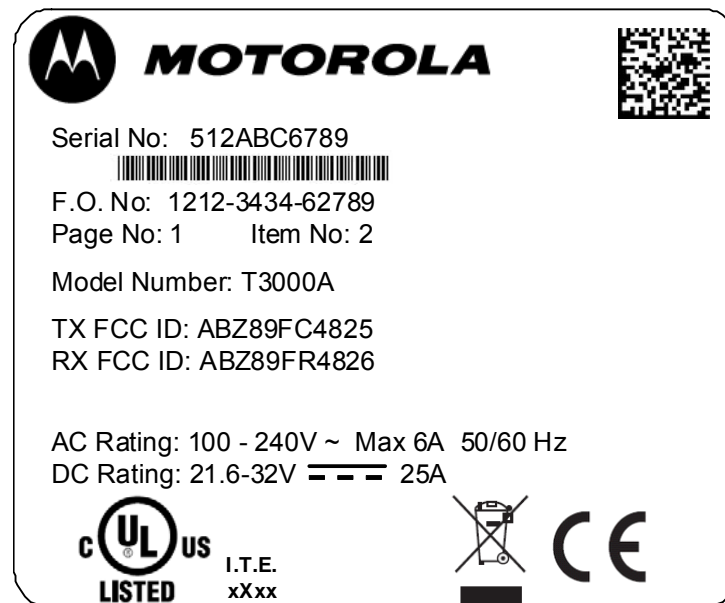 MOTOROLA
Serial No: 512ABC6789
F.O. No: 1212-3434-62789
Page No: 1 Item No: 2
Model Number: T3000A
TX FCC ID: ABZ89FC4825
RX FCC ID: ABZ89FR4826
AC Rating: 100 - 240V ~ Max 6A 50/60 Hz
DC Rating: 21.6-32V 25A
C UL ® US
LISTED
I.T.E.
xXxx
CE